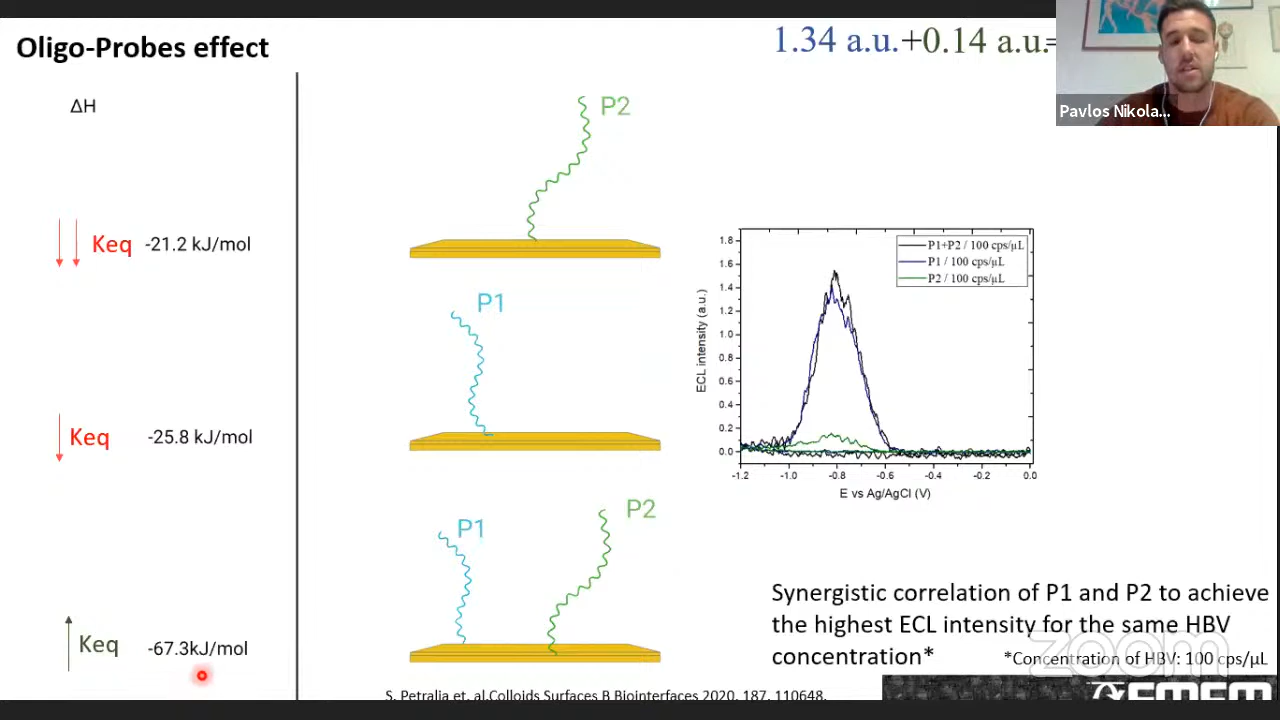 Oligo-Probes effect
1.34 a.u.+0.14 a.u.=
Pavlos Nikola...
ΔH
P2
Keq -21.2 kJ/mol
P1
Keq -25.8 kJ/mol
P1 P2
Keq -67.3kJ/mol
ECL intensity (a.u.)
1.8
1.6
1.4
1.2
1.0
0.8
0.6
0.4
0.2
0.0
P1+P2 / 100 cps/µL
P1 / 100 cps/µL
P2 / 100 cps/µL
-1.2 -1.0 -0.8 -0.6 -0.4 -0.2 0.0
E vs Ag/AgCl (V)
Synergistic correlation of P1 and P2 to achieve
the highest ECL intensity for the same HBV
concentration*
*Concentration of HBV: 100 cps/µL
zoom
S. Petralia et. al.Colloids Surfaces B Biointerfaces 2020, 187, 110648.